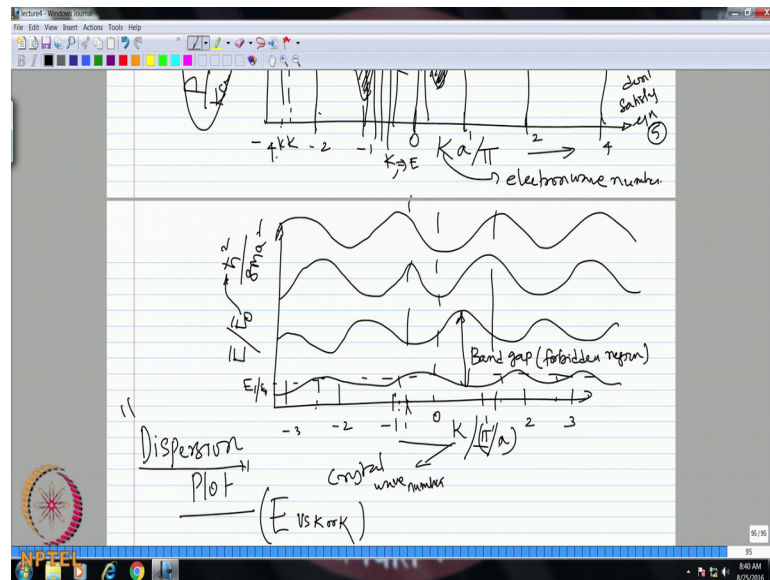 lecture4 - Windows Journal
File Edit View Insert Actions Tools Help
dont
satisfy
eqn
5
-4 K K -2 -1 0 Ka/π 2 4
K, ⇒ E
electron wave number
E/E0 ħ²/8ma²
Band gap (forbidden region)
E1/E0
-3 -2 -1 0 K/(π/a) 2 3
Crystal
wave number
Dispersion
Plot
(E vs k or K)
NPTEL
95/95
95
8:40 AM
8/25/2016